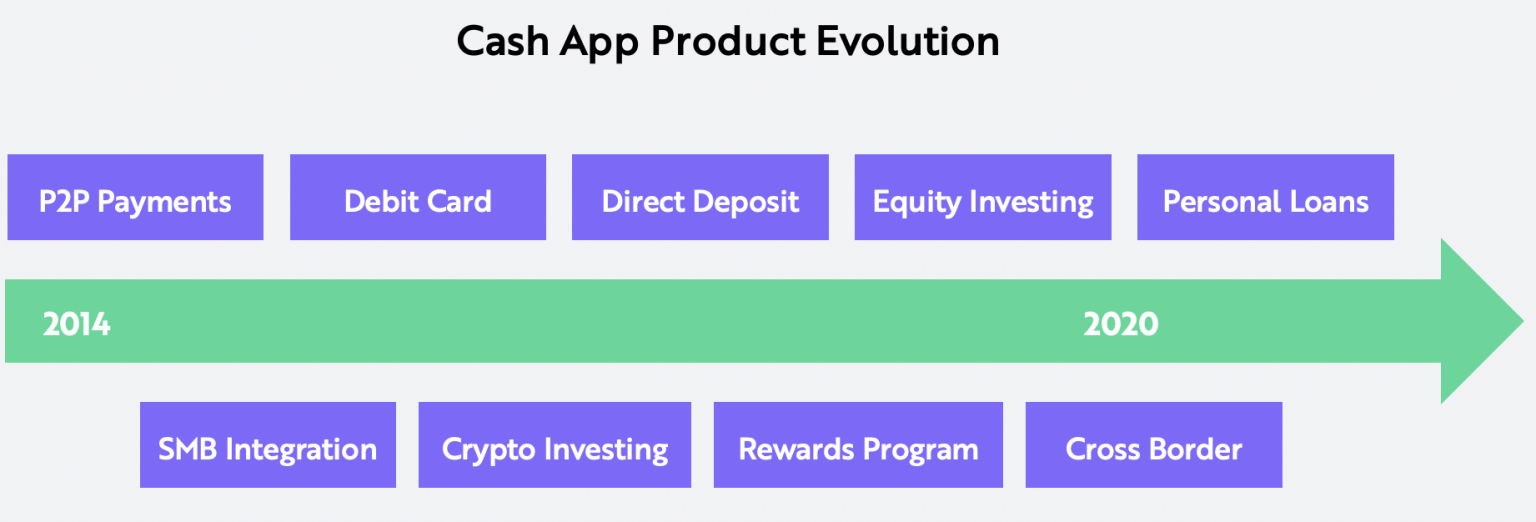 Cash App Product Evolution
P2P Payments
Debit Card
Direct Deposit
Equity Investing
Personal Loans
2014
2020
SMB Integration
Crypto Investing
Rewards Program
Cross Border